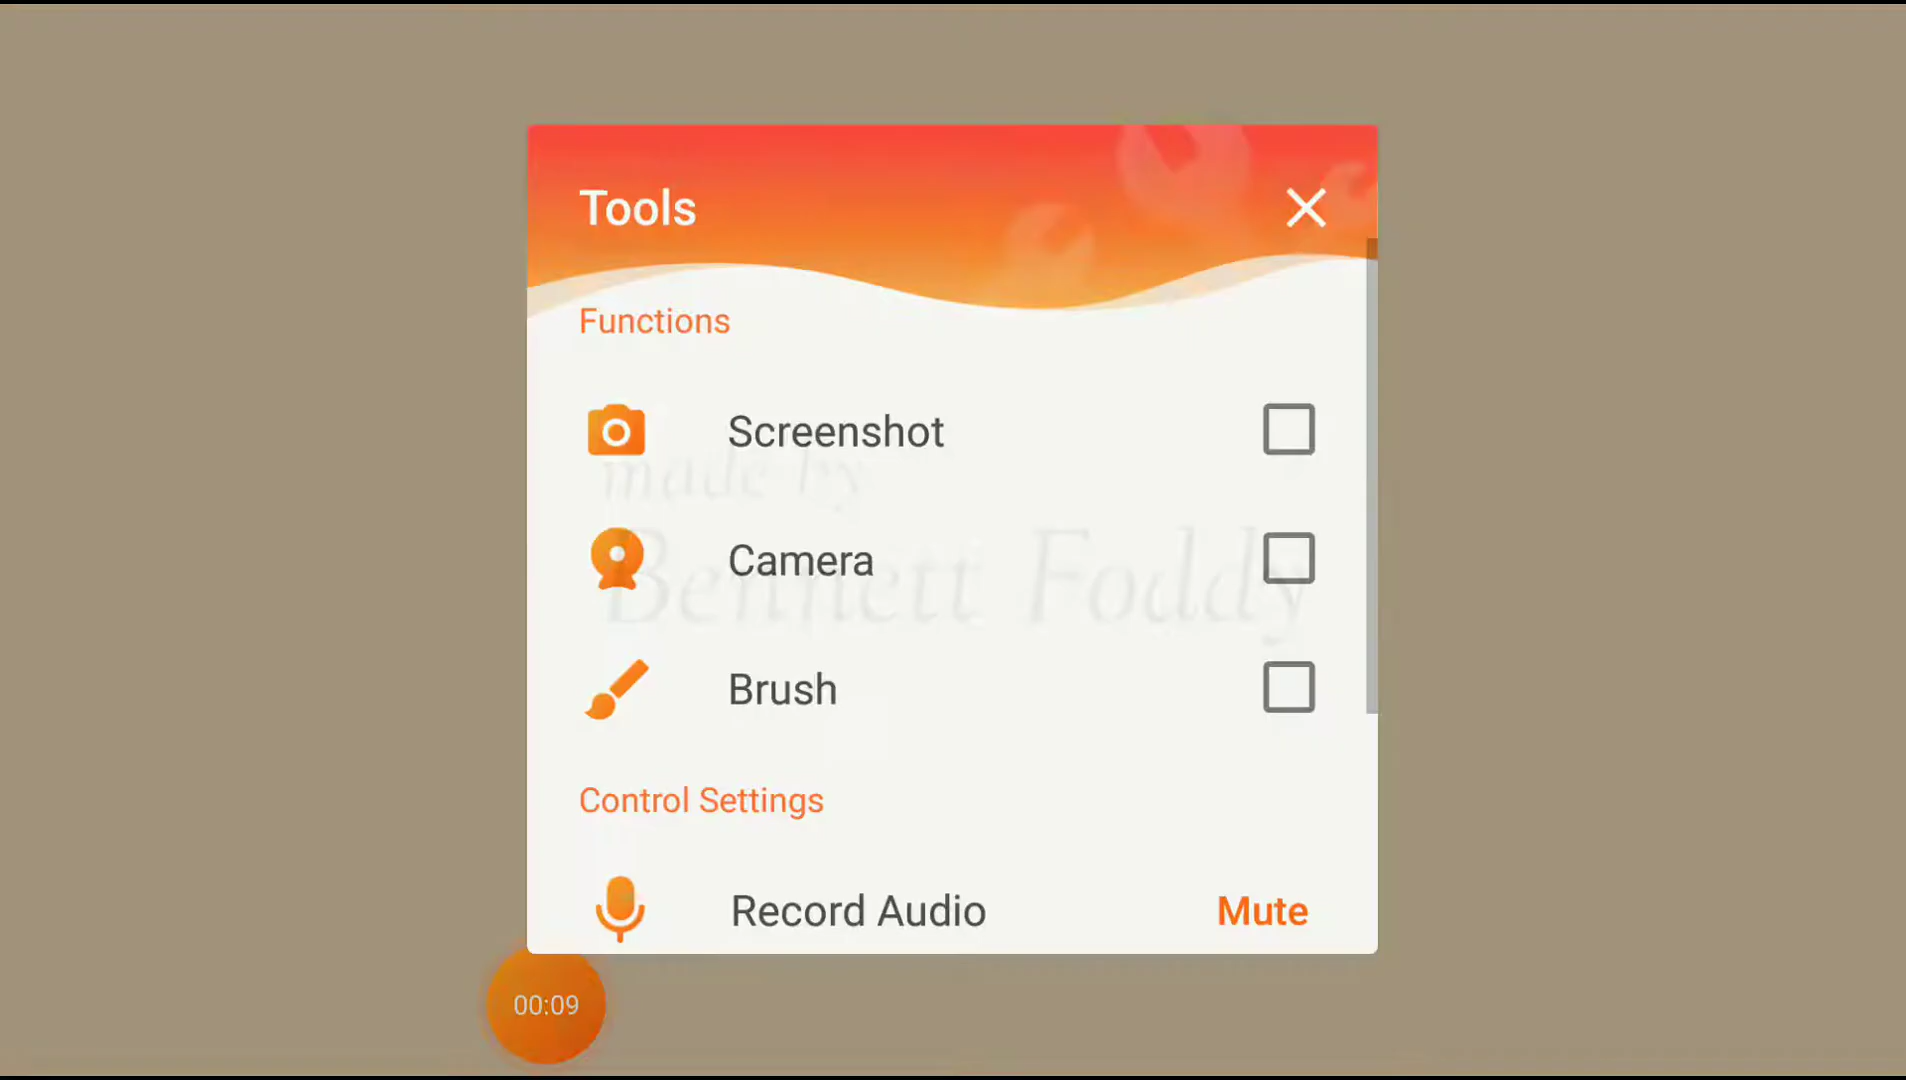 Tools
Functions
Screenshot
made by
Camera
Bennett Foddy
Brush
Control Settings
Record Audio Mute
00:09